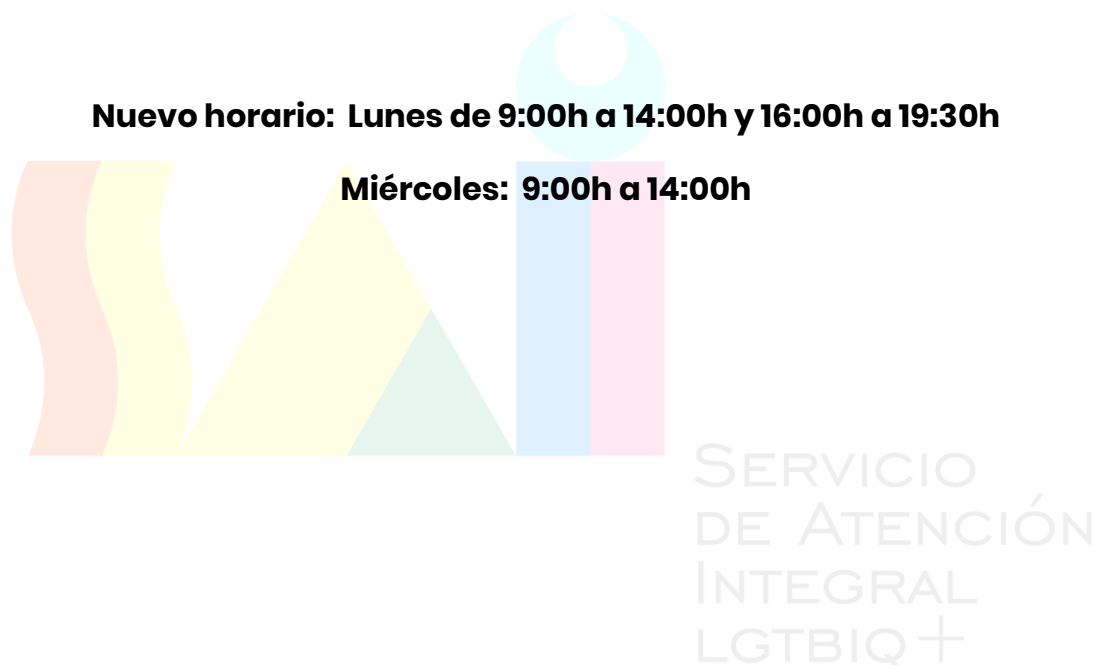 Nuevo horario: Lunes de 9:00h a 14:00h y 16:00h a 19:30h
Miércoles: 9:00h a 14:00h
SAi
SERVICIO
DE ATENCIÓN
INTEGRAL
LGTBIQ+